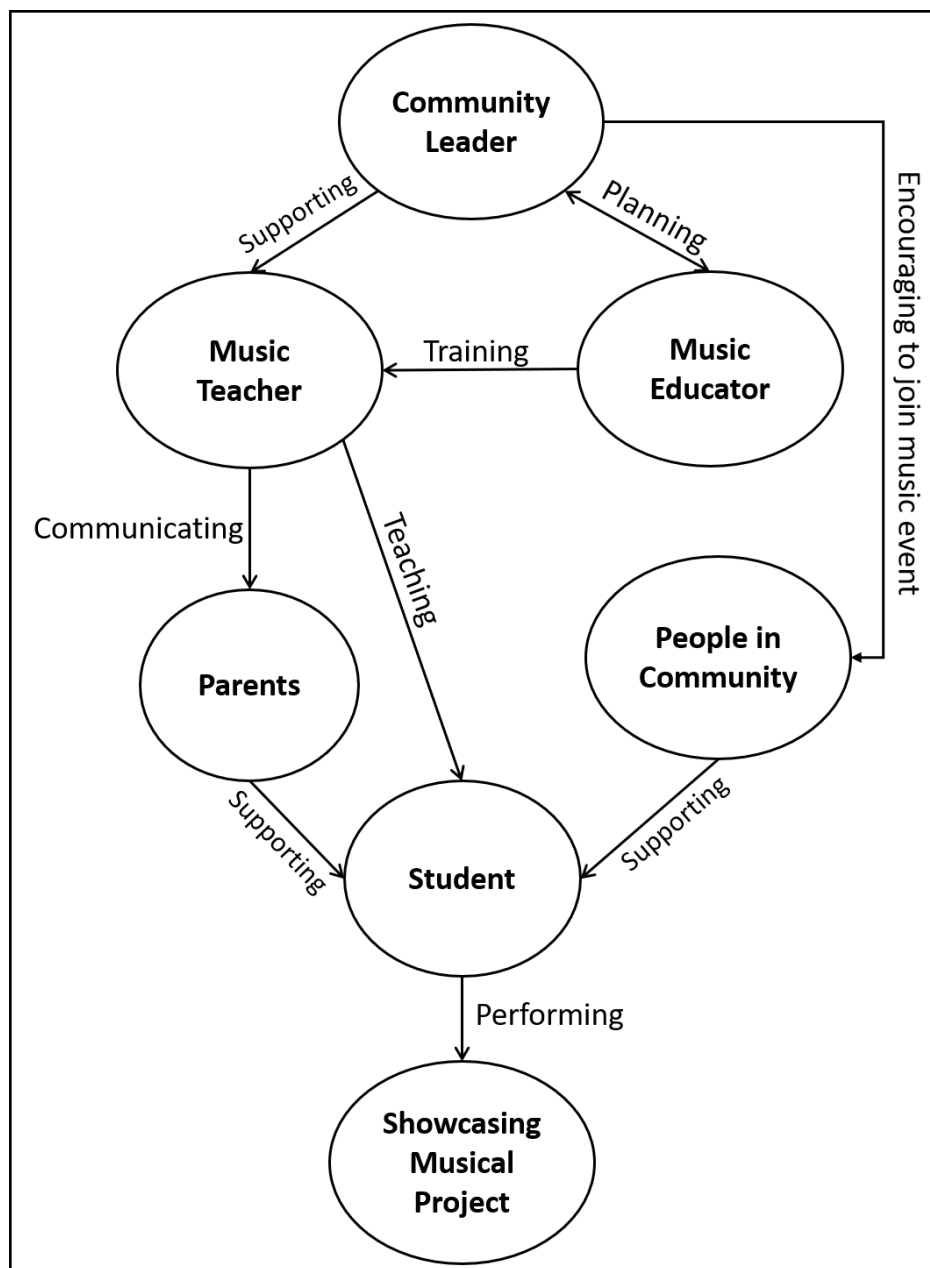 Community
Leader
Supporting
Planning
Encouraging to join music event
Music
Teacher
Training
Music
Educator
Communicating
Teaching
Parents
People in
Community
Supporting
Student
Supporting
Performing
Showcasing
Musical
Project